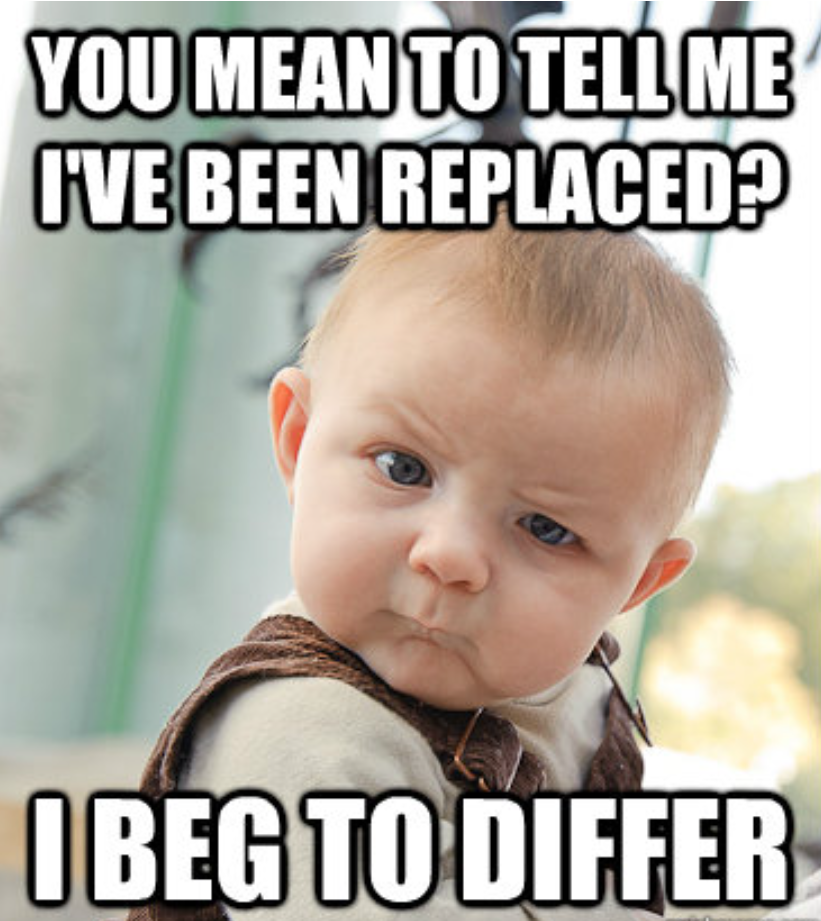 YOU MEAN TO TELL ME
I'VE BEEN REPLACED?
I BEG TO DIFFER